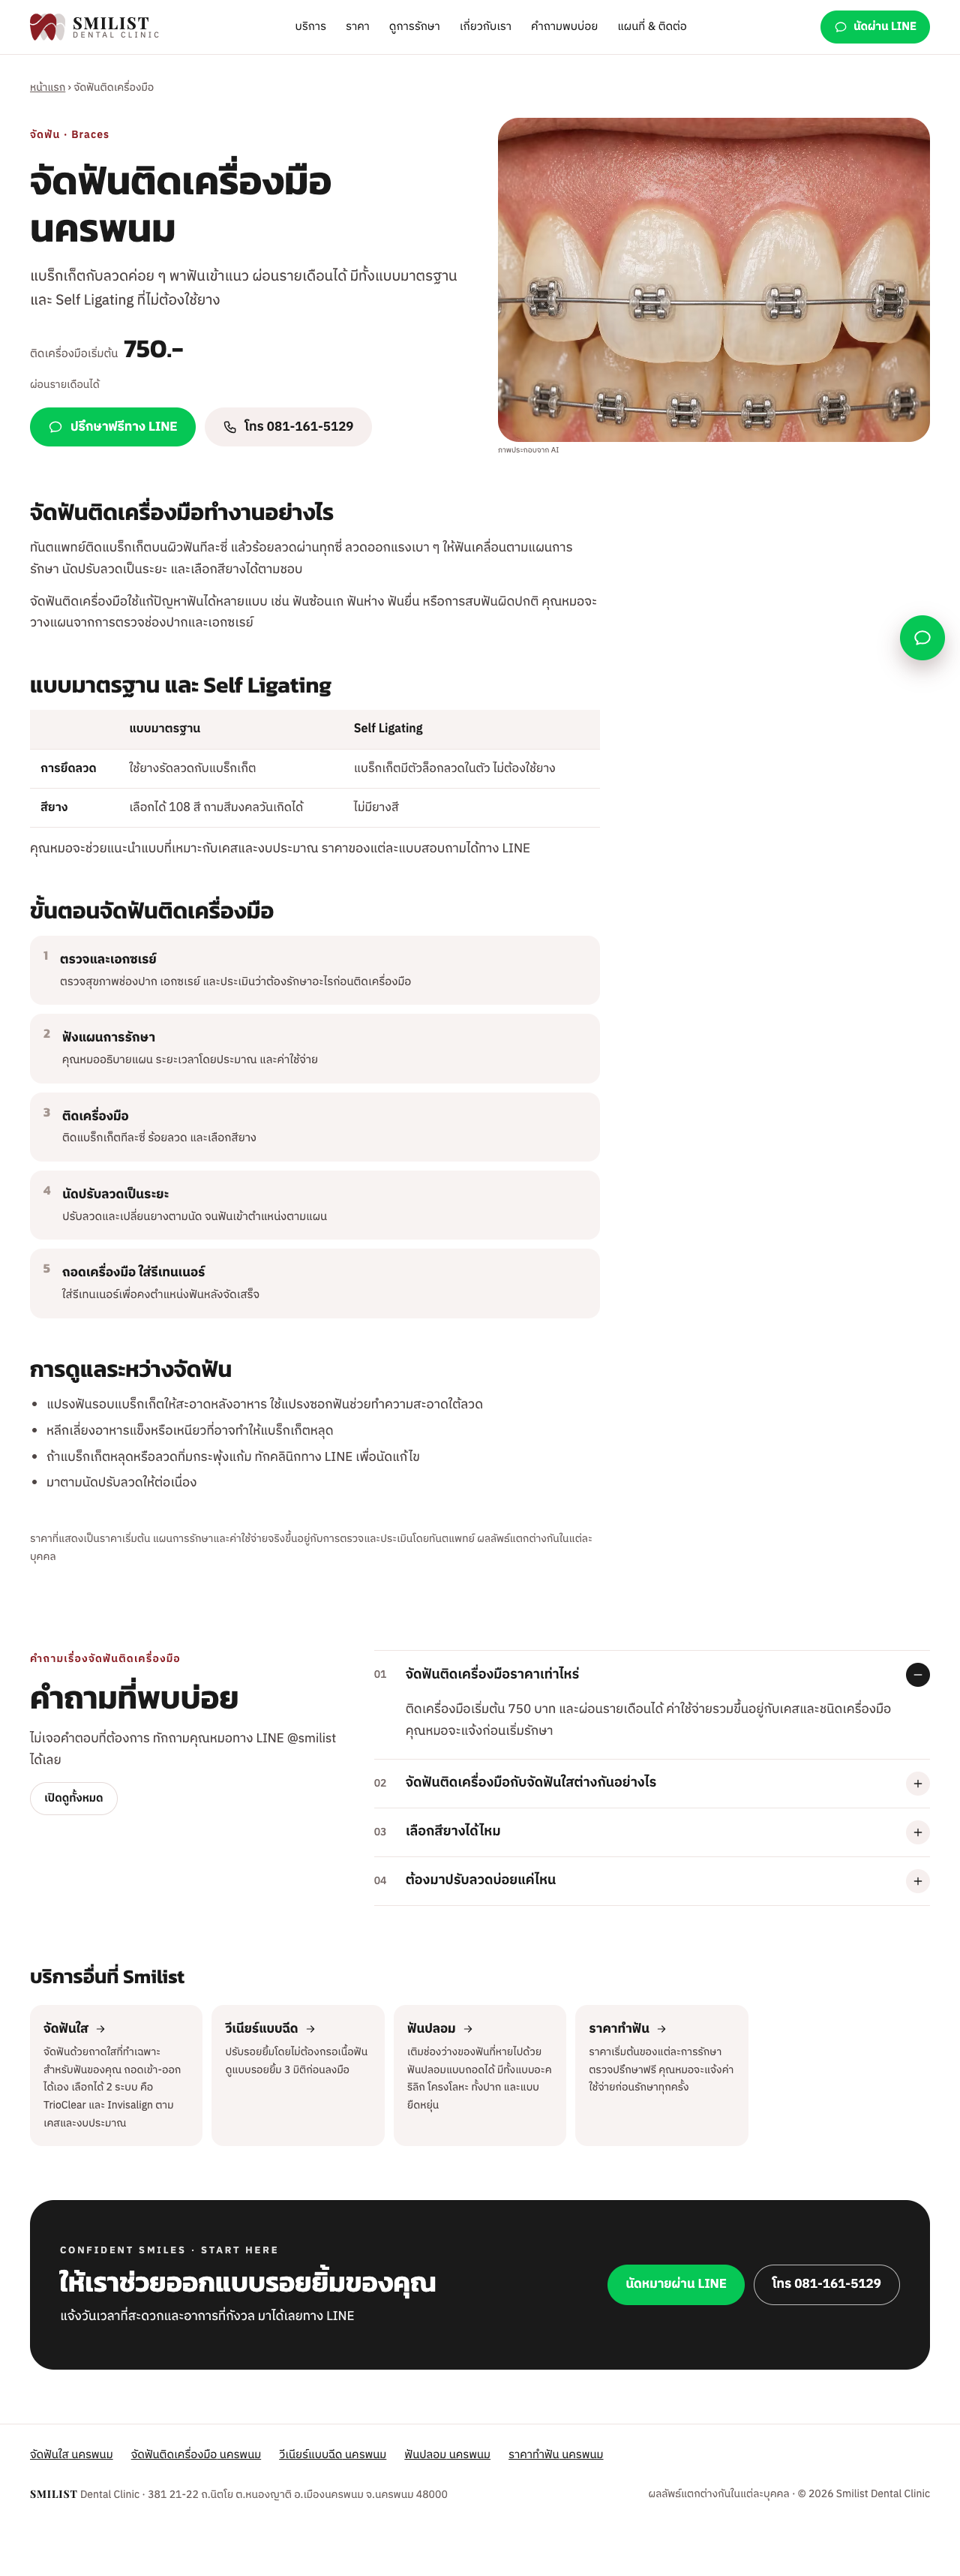 SMILIST
DENTAL CLINIC
บริการ
ราคา
ดูการรักษา
เกี่ยวกับเรา
คำถามพบบ่อย
แผนที่ & ติดต่อ
นัดผ่าน LINE
หน้าแรก › จัดฟันติดเครื่องมือ
จัดฟัน · Braces
จัดฟันติดเครื่องมือ
นครพนม
แบร็กเก็ตกับลวดค่อย ๆ พาฟันเข้าแนว ผ่อนรายเดือนได้ มีทั้งแบบมาตรฐาน
และ Self Ligating ที่ไม่ต้องใช้ยาง
ติดเครื่องมือเริ่มต้น 750.-
ผ่อนรายเดือนได้
ปรึกษาฟรีทาง LINE
โทร 081-161-5129
ภาพประกอบจาก AI
จัดฟันติดเครื่องมือทำงานอย่างไร
ทันตแพทย์ติดแบร็กเก็ตบนผิวฟันทีละซี่ แล้วร้อยลวดผ่านทุกซี่ ลวดออกแรงเบา ๆ ให้ฟันเคลื่อนตามแผนการ
รักษา นัดปรับลวดเป็นระยะ และเลือกสียางได้ตามชอบ
จัดฟันติดเครื่องมือใช้แก้ปัญหาฟันได้หลายแบบ เช่น ฟันซ้อนเก ฟันห่าง ฟันยื่น หรือการสบฟันผิดปกติ คุณหมอจะ
วางแผนจากการตรวจช่องปากและเอกซเรย์
แบบมาตรฐาน และ Self Ligating
แบบมาตรฐาน
Self Ligating
การยึดลวด
ใช้ยางรัดลวดกับแบร็กเก็ต
แบร็กเก็ตมีตัวล็อกลวดในตัว ไม่ต้องใช้ยาง
สียาง
เลือกได้ 108 สี ถามสีมงคลวันเกิดได้
ไม่มียางสี
คุณหมอจะช่วยแนะนำแบบที่เหมาะกับเคสและงบประมาณ ราคาของแต่ละแบบสอบถามได้ทาง LINE
ขั้นตอนจัดฟันติดเครื่องมือ
1 ตรวจและเอกซเรย์
ตรวจสุขภาพช่องปาก เอกซเรย์ และประเมินว่าต้องรักษาอะไรก่อนติดเครื่องมือ
2 ฟังแผนการรักษา
คุณหมออธิบายแผน ระยะเวลาโดยประมาณ และค่าใช้จ่าย
3 ติดเครื่องมือ
ติดแบร็กเก็ตทีละซี่ ร้อยลวด และเลือกสียาง
4 นัดปรับลวดเป็นระยะ
ปรับลวดและเปลี่ยนยางตามนัด จนฟันเข้าตำแหน่งตามแผน
5 ถอดเครื่องมือ ใส่รีเทนเนอร์
ใส่รีเทนเนอร์เพื่อคงตำแหน่งฟันหลังจัดเสร็จ
การดูแลระหว่างจัดฟัน
• แปรงฟันรอบแบร็กเก็ตให้สะอาดหลังอาหาร ใช้แปรงซอกฟันช่วยทำความสะอาดใต้ลวด
• หลีกเลี่ยงอาหารแข็งหรือเหนียวที่อาจทำให้แบร็กเก็ตหลุด
• ถ้าแบร็กเก็ตหลุดหรือลวดทิ่มกระพุ้งแก้ม ทักคลินิกทาง LINE เพื่อนัดแก้ไข
• มาตามนัดปรับลวดให้ต่อเนื่อง
ราคาที่แสดงเป็นราคาเริ่มต้น แผนการรักษาและค่าใช้จ่ายจริงขึ้นอยู่กับการตรวจและประเมินโดยทันตแพทย์ ผลลัพธ์แตกต่างกันในแต่ละ
บุคคล
คำถามเรื่องจัดฟันติดเครื่องมือ
คำถามที่พบบ่อย
ไม่เจอคำตอบที่ต้องการ ทักถามคุณหมอทาง LINE @smilist
ได้เลย
เปิดดูทั้งหมด
01 จัดฟันติดเครื่องมือราคาเท่าไหร่
ติดเครื่องมือเริ่มต้น 750 บาท และผ่อนรายเดือนได้ ค่าใช้จ่ายรวมขึ้นอยู่กับเคสและชนิดเครื่องมือ
คุณหมอจะแจ้งก่อนเริ่มรักษา
02 จัดฟันติดเครื่องมือกับจัดฟันใสต่างกันอย่างไร
03 เลือกสียางได้ไหม
04 ต้องมาปรับลวดบ่อยแค่ไหน
บริการอื่นที่ Smilist
จัดฟันใส →
จัดฟันด้วยถาดใสที่ทำเฉพาะ
สำหรับฟันของคุณ ถอดเข้า-ออก
ได้เอง เลือกได้ 2 ระบบ คือ
TrioClear และ Invisalign ตาม
เคสและงบประมาณ
วีเนียร์แบบฉีด →
ปรับรอยยิ้มโดยไม่ต้องกรอเนื้อฟัน
ดูแบบรอยยิ้ม 3 มิติก่อนลงมือ
ฟันปลอม →
เติมช่องว่างของฟันที่หายไปด้วย
ฟันปลอมแบบถอดได้ มีทั้งแบบอะค
ริลิก โครงโลหะ ทั้งปาก และแบบ
ยืดหยุ่น
ราคาทำฟัน →
ราคาเริ่มต้นของแต่ละการรักษา
ตรวจปรึกษาฟรี คุณหมอจะแจ้งค่า
ใช้จ่ายก่อนรักษาทุกครั้ง
CONFIDENT SMILES · START HERE
ให้เราช่วยออกแบบรอยยิ้มของคุณ
แจ้งวันเวลาที่สะดวกและอาการที่กังวล มาได้เลยทาง LINE
นัดหมายผ่าน LINE
โทร 081-161-5129
จัดฟันใส นครพนม
จัดฟันติดเครื่องมือ นครพนม
วีเนียร์แบบฉีด นครพนม
ฟันปลอม นครพนม
ราคาทำฟัน นครพนม
SMILIST Dental Clinic · 381 21-22 ถ.นิตโย ต.หนองญาติ อ.เมืองนครพนม จ.นครพนม 48000
ผลลัพธ์แตกต่างกันในแต่ละบุคคล · © 2026 Smilist Dental Clinic